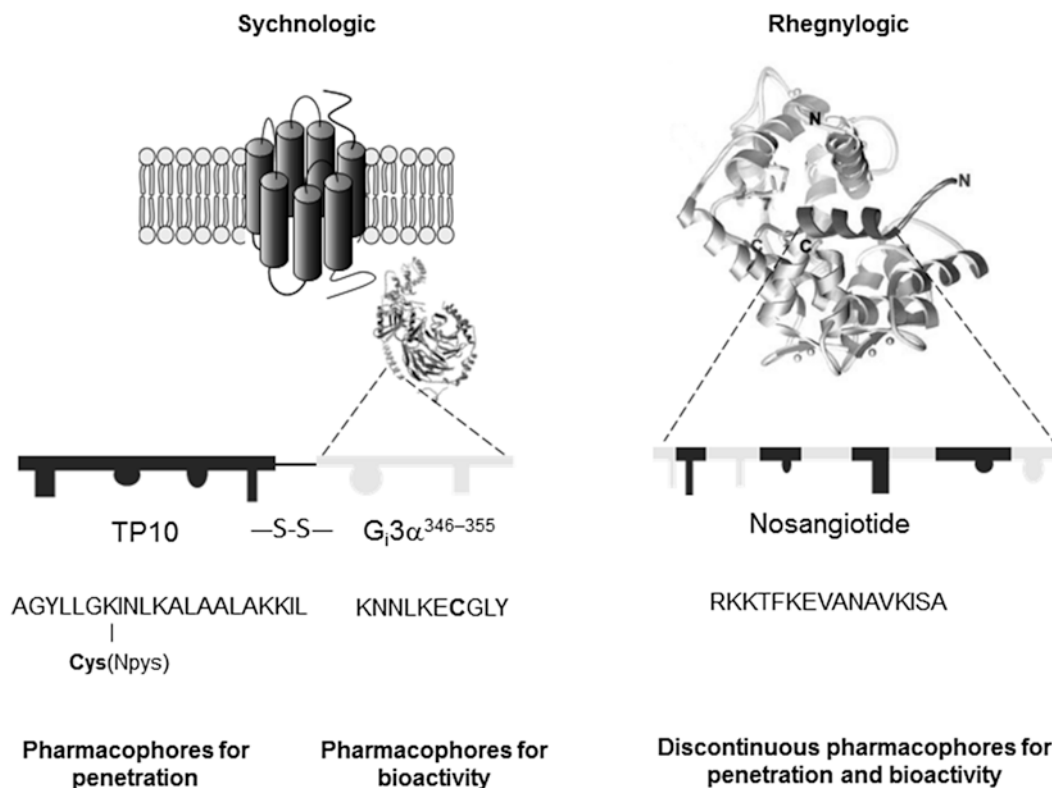 Sychnologic
Rhegnylogic
N
N
C
C
TP10
—S-S—
Gᵢ3α³⁴⁶⁻³⁵⁵
Nosangiotide
AGYLLGKINLKALAALAKKIL
KNNLKECGLY
RKKTFKEVANAVKISA
Cys(Npys)
Pharmacophores for
penetration
Pharmacophores for
bioactivity
Discontinuous pharmacophores for
penetration and bioactivity